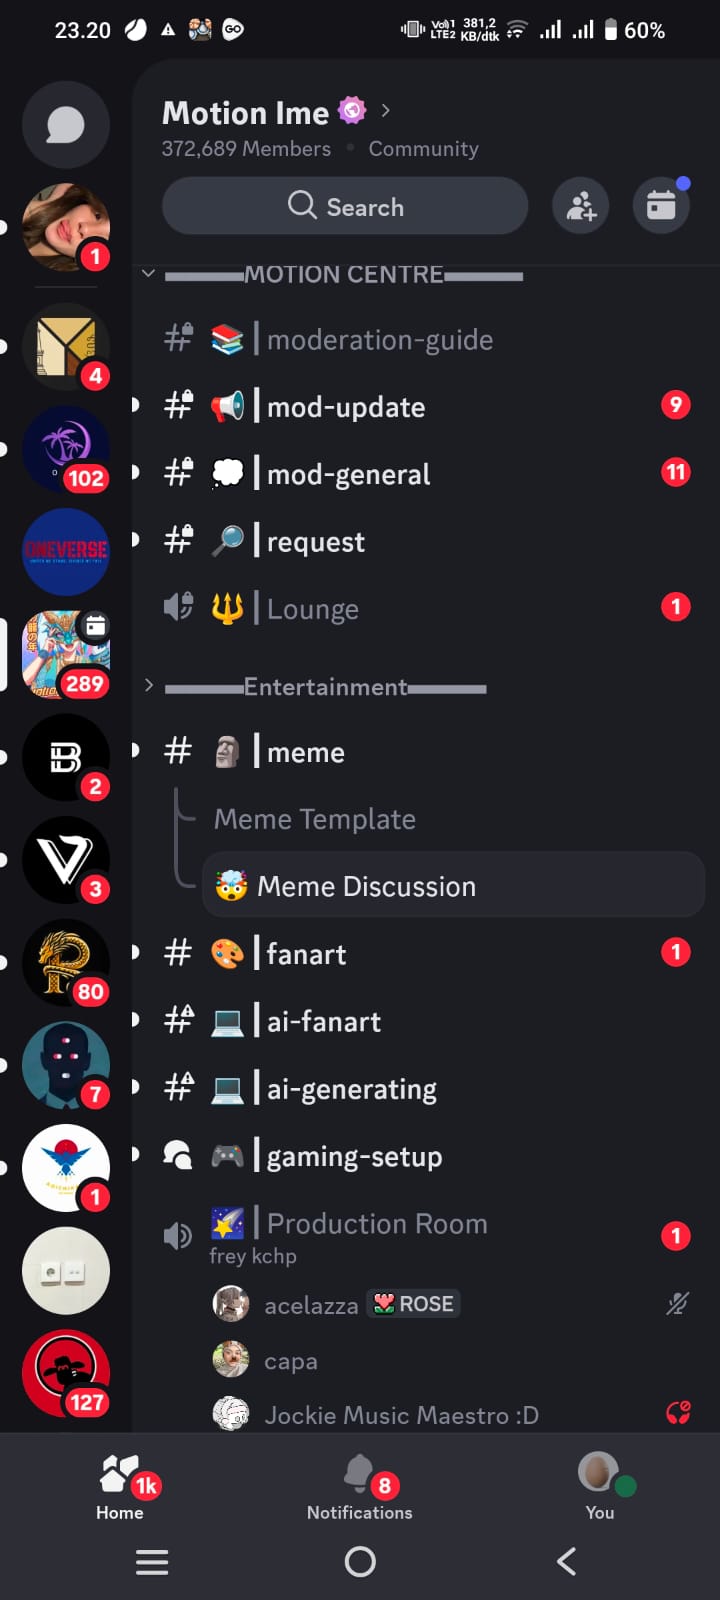 23.20
GO
Vo)) 1
LTE2
381,2
KB/dtk
60%
Motion Ime
372,689 Members • Community
Search
MOTION CENTRE
moderation-guide
mod-update
9
mod-general
11
request
Lounge
1
Entertainment
meme
Meme Template
Meme Discussion
fanart
1
ai-fanart
ai-generating
gaming-setup
Production Room
1
frey kchp
acelazza ROSE
capa
Jockie Music Maestro :D
1
4
102
ONEVERSE
289
2
3
80
7
1
127
1k
8
Home
Notifications
You